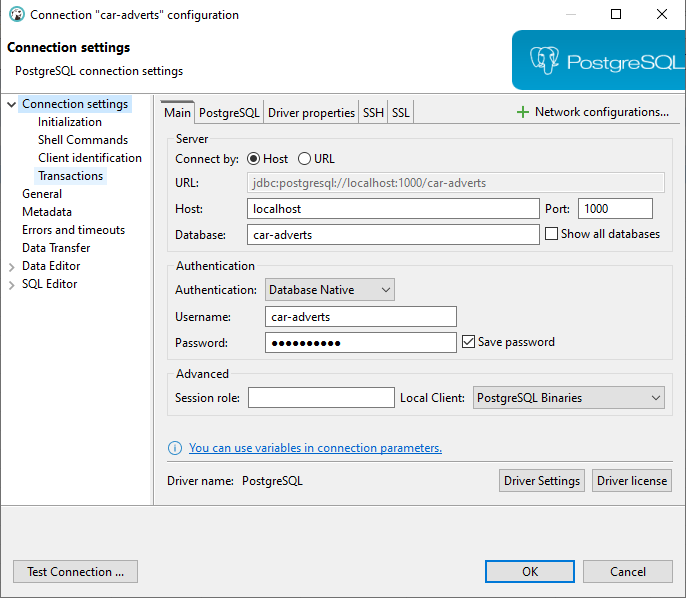 Connection "car-adverts" configuration
Connection settings
PostgreSQL connection settings
PostgreSQL
Connection settings
Initialization
Shell Commands
Client identification
Transactions
General
Metadata
Errors and timeouts
Data Transfer
Data Editor
SQL Editor
Main PostgreSQL Driver properties SSH SSL Network configurations...
Server
Connect by: Host URL
URL: jdbc:postgresql://localhost:1000/car-adverts
Host: localhost Port: 1000
Database: car-adverts Show all databases
Authentication
Authentication: Database Native
Username: car-adverts
Password: ●●●●●●●●●● Save password
Advanced
Session role: Local Client: PostgreSQL Binaries
You can use variables in connection parameters.
Driver name: PostgreSQL Driver Settings Driver license
Test Connection ... OK Cancel